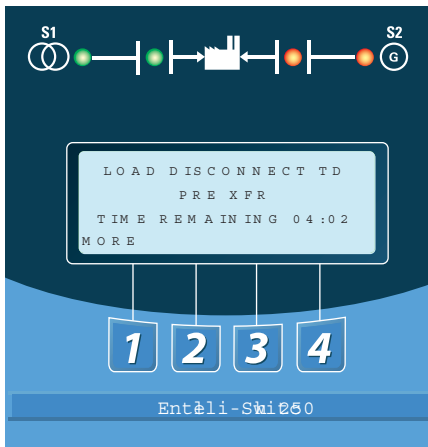 S1 S2
G
LOAD DISCONNECT TD
PRE XFR
TIME REMAINING 04:02
MORE
1 2 3 4